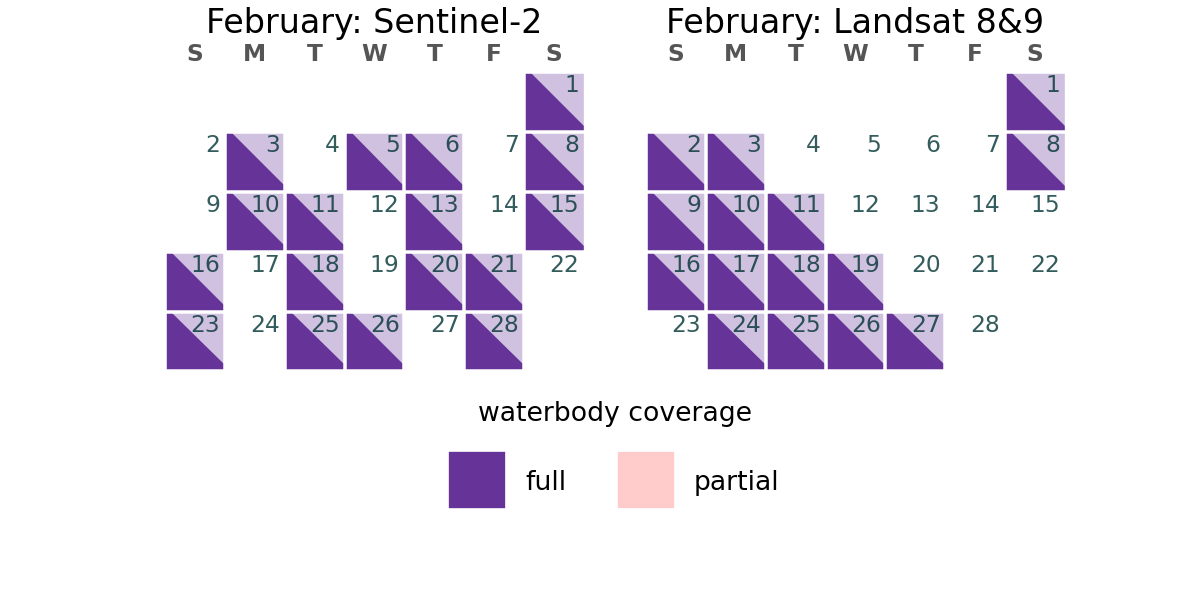 February: Sentinel-2
S M T W T F S
1
2 3 4 5 6 7 8
9 10 11 12 13 14 15
16 17 18 19 20 21 22
23 24 25 26 27 28
February: Landsat 8&9
S M T W T F S
1
2 3 4 5 6 7 8
9 10 11 12 13 14 15
16 17 18 19 20 21 22
23 24 25 26 27 28
waterbody coverage
full
partial